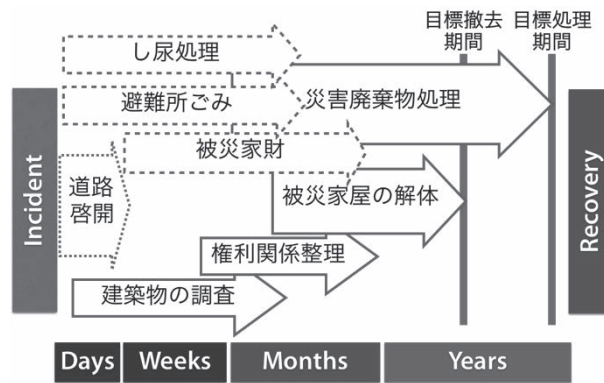 目標撤去
期間
目標処理
期間
し尿処理
避難所ごみ
災害廃棄物処理
被災家財
道路
啓開
被災家屋の解体
権利関係整理
建築物の調査
Incident
Recovery
Days
Weeks
Months
Years